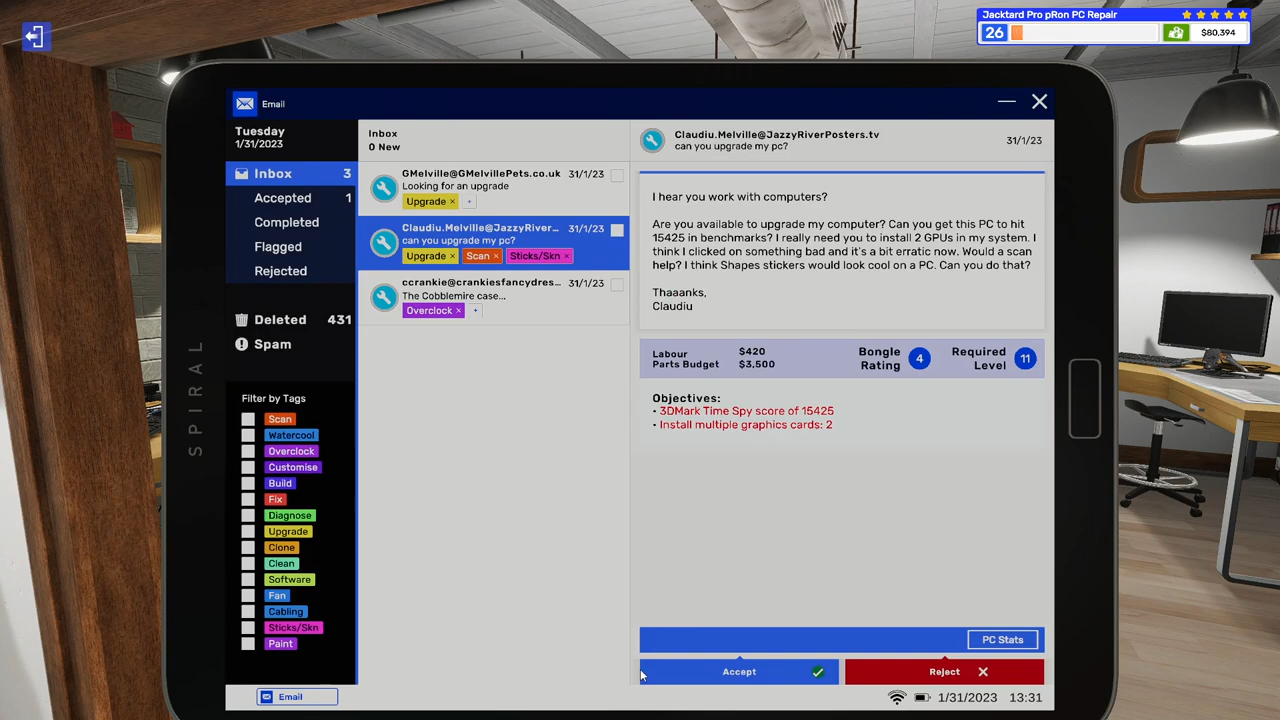 Jacktard Pro pRon PC Repair
26
$80,394
Email
Tuesday
1/31/2023
Inbox 3
Accepted 1
Completed
Flagged
Rejected
Deleted 431
Spam
Filter by Tags
Scan
Watercool
Overclock
Customise
Build
Fix
Diagnose
Upgrade
Clone
Clean
Software
Fan
Cabling
Sticks/Skn
Paint
Inbox
0 New
GMelville@GMelvillePets.co.uk 31/1/23
Looking for an upgrade
Upgrade × +
Claudiu.Melville@JazzyRiver... 31/1/23
can you upgrade my pc?
Upgrade × Scan × Sticks/Skn ×
ccrankie@crankiesfancydres... 31/1/23
The Cobblemire case...
Overclock × +
Claudiu.Melville@JazzyRiverPosters.tv
can you upgrade my pc?
31/1/23
I hear you work with computers?
Are you available to upgrade my computer? Can you get this PC to hit
15425 in benchmarks? I really need you to install 2 GPUs in my system. I
think I clicked on something bad and it's a bit erratic now. Would a scan
help? I think Shapes stickers would look cool on a PC. Can you do that?
Thaaanks,
Claudiu
Labour $420
Parts Budget $3,500
Bongle Rating 4
Required Level 11
Objectives:
• 3DMark Time Spy score of 15425
• Install multiple graphics cards: 2
PC Stats
Accept
Reject
Email
1/31/2023 13:31
SPIRAL